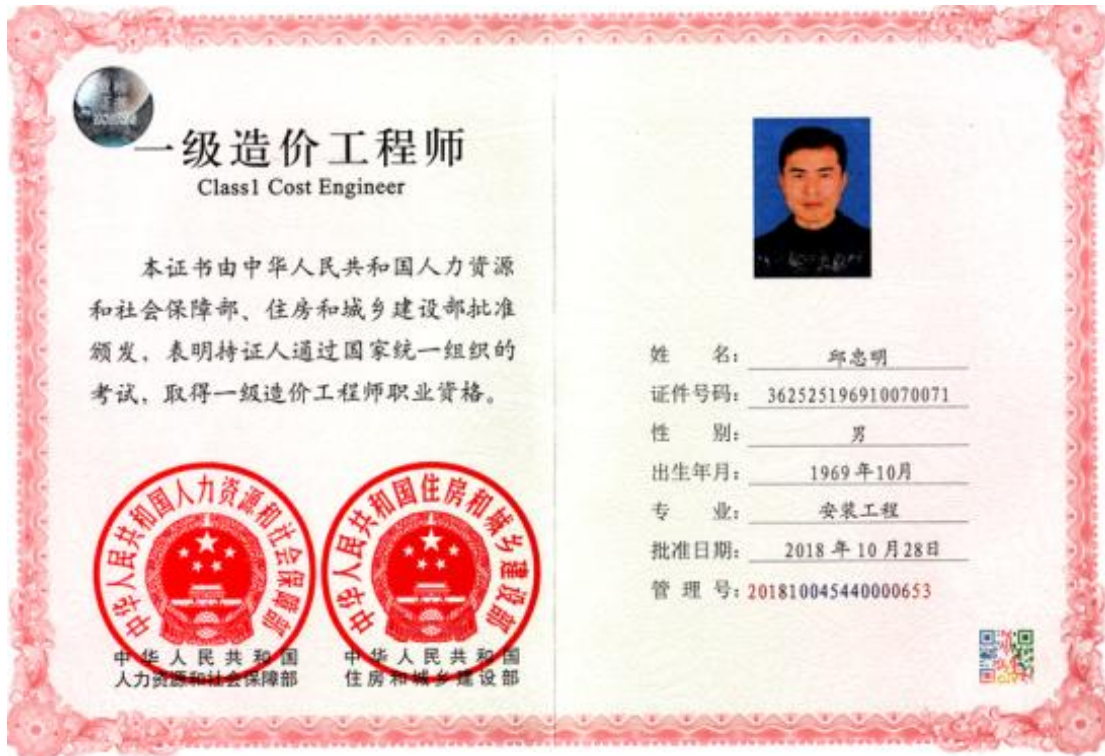 一级造价工程师
Class1 Cost Engineer
本证书由中华人民共和国人力资源
和社会保障部、住房和城乡建设部批准
颁发，表明持证人通过国家统一组织的
考试，取得一级造价工程师职业资格。
中华人民共和国人力资源和社会保障部
中华人民共和国
人力资源和社会保障部
中华人民共和国住房和城乡建设部
中华人民共和国
住房和城乡建设部
姓 名： 邱忠明
证件号码： 362525196910070071
性 别： 男
出生年月： 1969年10月
专 业： 安装工程
批准日期： 2018年10月28日
管 理 号：201810045440000653